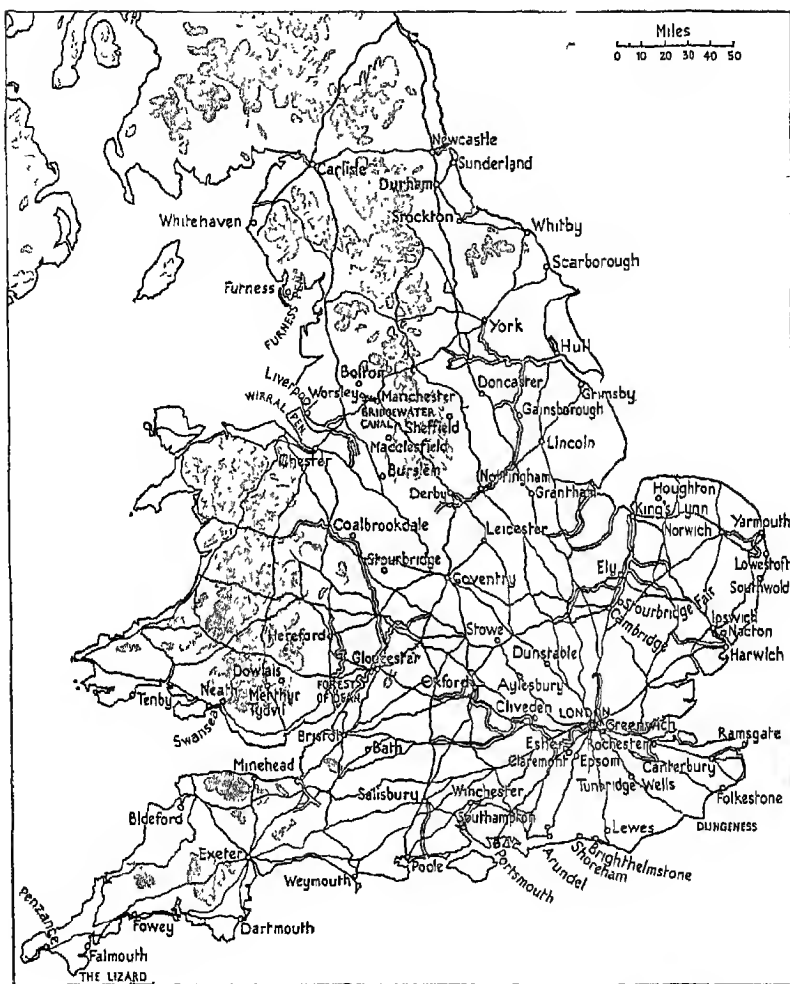 Miles
0 10 20 30 40 50
Newcastle
Carlisle
Sunderland
Durham
Whitehaven
Stockton
Whitby
Scarborough
Furness
FURNESS PEN.
York
Hull
Bolton
Liverpool
Worsley
Manchester
Doncaster
Grimsby
WIRRAL PEN.
BRIDGEWATER
CANAL
Sheffield
Gainsborough
Macclesfield
Lincoln
Chester
Burslem
Nottingham
Derby
Grantham
Houghton
King's Lynn
Coalbrookdale
Leicester
Norwich
Yarmouth
Stourbridge
Lowestoft
Coventry
Ely
Southwold
Stourbridge Fair
Cambridge
Hereford
Stowe
Ipswich
Nacton
Gloucester
Dunstable
Harwich
Dowlais
Oxford
Aylesbury
Tenby
Neath
Merthyr
Tydvil
FOREST
OF DEAN
Cliveden
LONDON
Swansea
Greenwich
Bristol
Ramsgate
Bath
Esher
Rochester
Claremont
Epsom
Canterbury
Minehead
Tunbridge Wells
Salisbury
Winchester
Folkestone
Bideford
Southampton
Lewes
DUNGENESS
Exeter
Brighthelmstone
Shoreham
Arundel
Poole
Portsmouth
Weymouth
Penzance
Fowey
Dartmouth
Falmouth
THE LIZARD